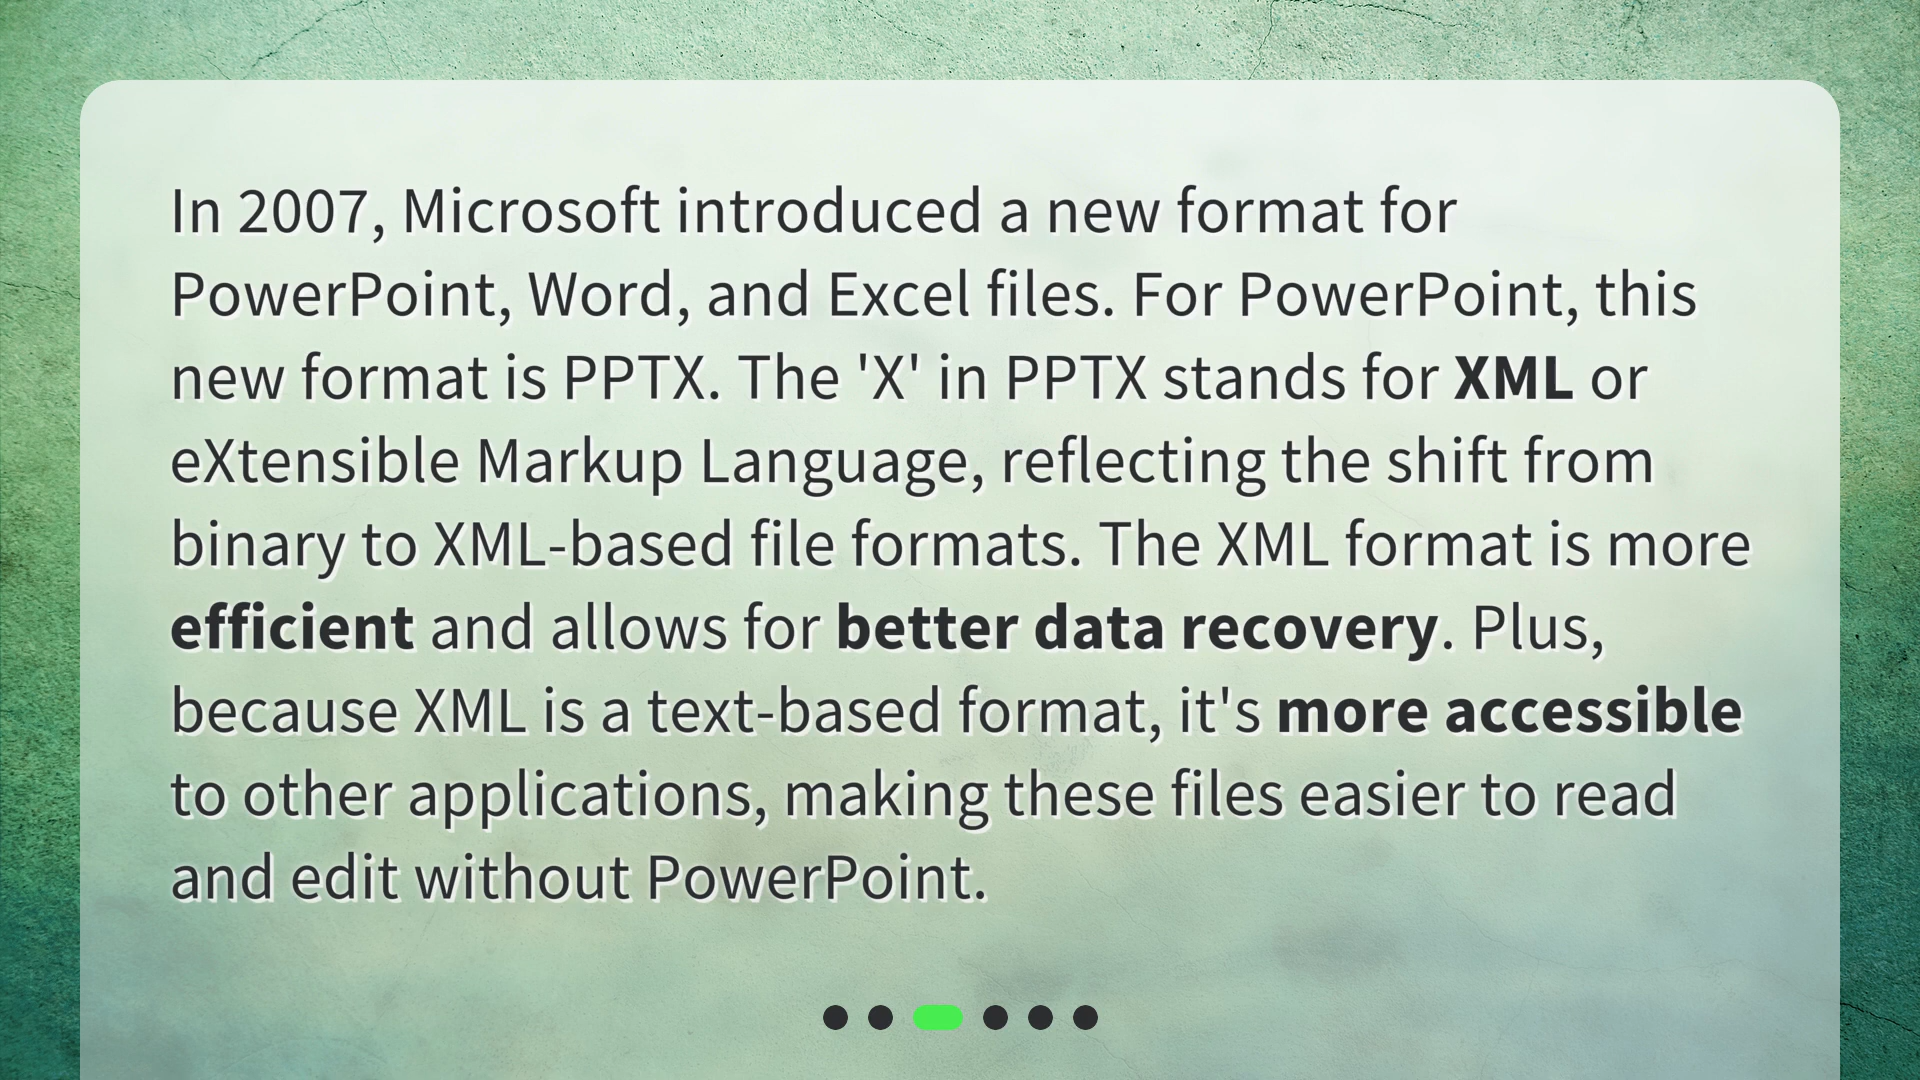 In 2007, Microsoft introduced a new format for
PowerPoint, Word, and Excel files. For PowerPoint, this
new format is PPTX. The 'X' in PPTX stands for XML or
eXtensible Markup Language, reflecting the shift from
binary to XML-based file formats. The XML format is more
efficient and allows for better data recovery. Plus,
because XML is a text-based format, it's more accessible
to other applications, making these files easier to read
and edit without PowerPoint.